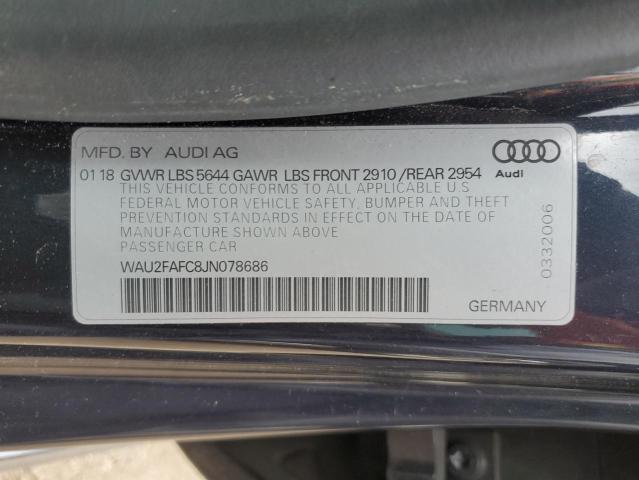 MFD. BY AUDI AG
Audi
01 18 GVWR LBS 5644 GAWR LBS FRONT 2910 /REAR 2954
THIS VEHICLE CONFORMS TO ALL APPLICABLE U.S
FEDERAL MOTOR VEHICLE SAFETY, BUMPER AND THEFT
PREVENTION STANDARDS IN EFFECT ON THE DATE OF
MANUFACTURE SHOWN ABOVE
PASSENGER CAR
WAU2FAFC8JN078686
GERMANY
0332006